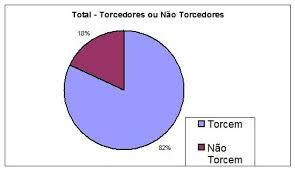 Total - Torcedores ou Não Torcedores
18%
82%
Torcem
Não
Torcem